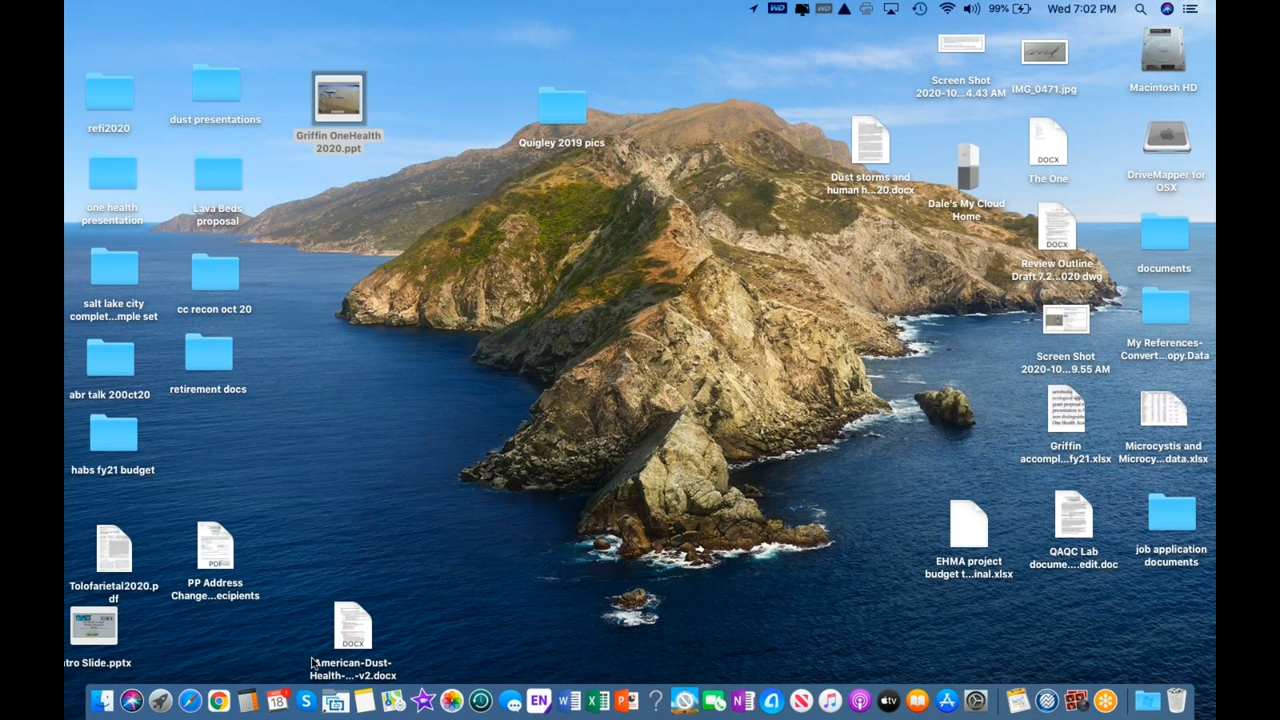 99%
Wed 7:02 PM
refi2020
dust presentations
Griffin OneHealth
2020.ppt
Quigley 2019 pics
Screen Shot
2020-10...4.43 AM
IMG_0471.jpg
Macintosh HD
one health
presentation
Lava Beds
proposal
Dust storms and
human h...20.docx
Dale's My Cloud
Home
DOCX
The One
DriveMapper for
OSX
salt lake city
complet...mple set
cc recon oct 20
DOCX
Review Outline
Draft 7.2...020 dwg
documents
abr talk 200ct20
retirement docs
Screen Shot
2020-10...9.55 AM
My References-
Convert...opy.Data
habs fy21 budget
Griffin
accompl...fy21.xlsx
Microcystis and
Microcy...data.xlsx
Tolofarietal2020.p
df
PDF
PP Address
Change...ecipients
EHMA project
budget t...inal.xlsx
QAQC Lab
docume....edit.doc
job application
documents
tro Slide.pptx
DOCX
American-Dust-
Health-...-v2.docx
18
EN
tv